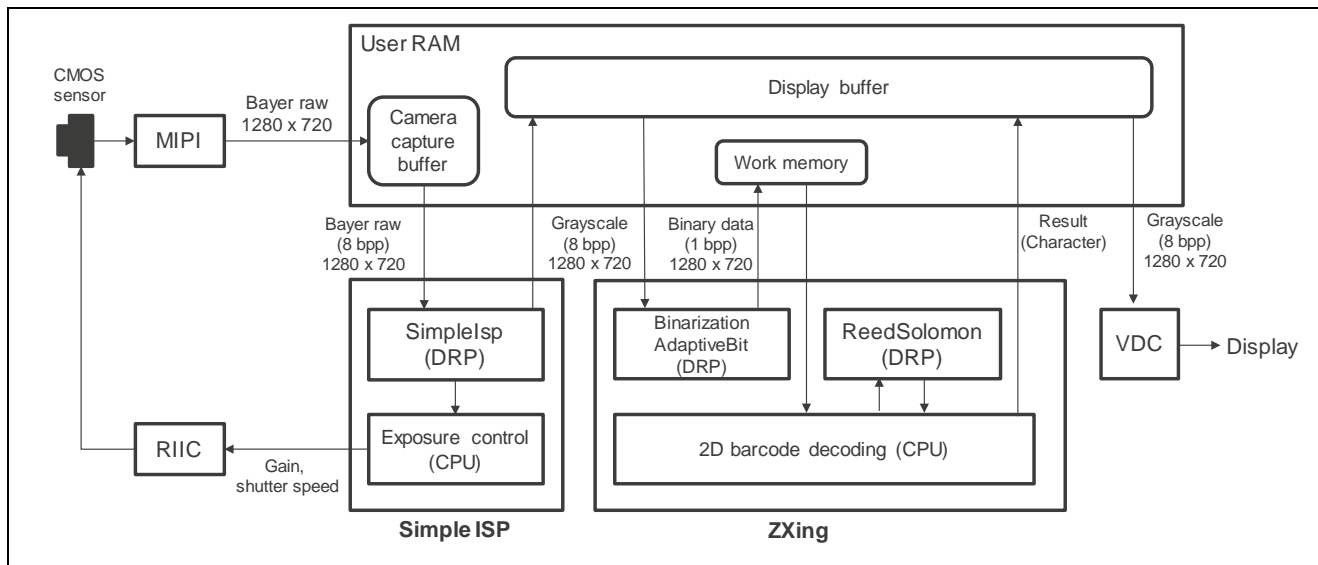 User RAM
CMOS
sensor
Display buffer
Bayer raw
1280 x 720
Camera
capture
buffer
MIPI
Work memory
Bayer raw
(8 bpp)
1280 x 720
Grayscale
(8 bpp)
1280 x 720
Binary data
(1 bpp)
1280 x 720
Result
(Character)
Grayscale
(8 bpp)
1280 x 720
SimpleIsp
(DRP)
Binarization
AdaptiveBit
(DRP)
ReedSolomon
(DRP)
VDC
Display
RIIC
Gain,
shutter speed
Exposure control
(CPU)
2D barcode decoding (CPU)
Simple ISP
ZXing